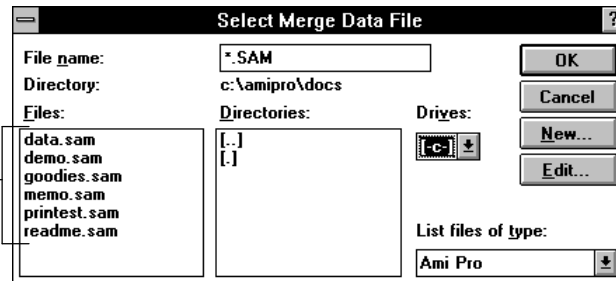 Select Merge Data File
?
File name:
*.SAM
OK
Directory:
c:\amipro\docs
Cancel
Files:
Directories:
Drives:
New...
data.sam
demo.sam
goodies.sam
memo.sam
printest.sam
readme.sam
[..]
[.]
[-c-]
Edit...
List files of type:
Ami Pro